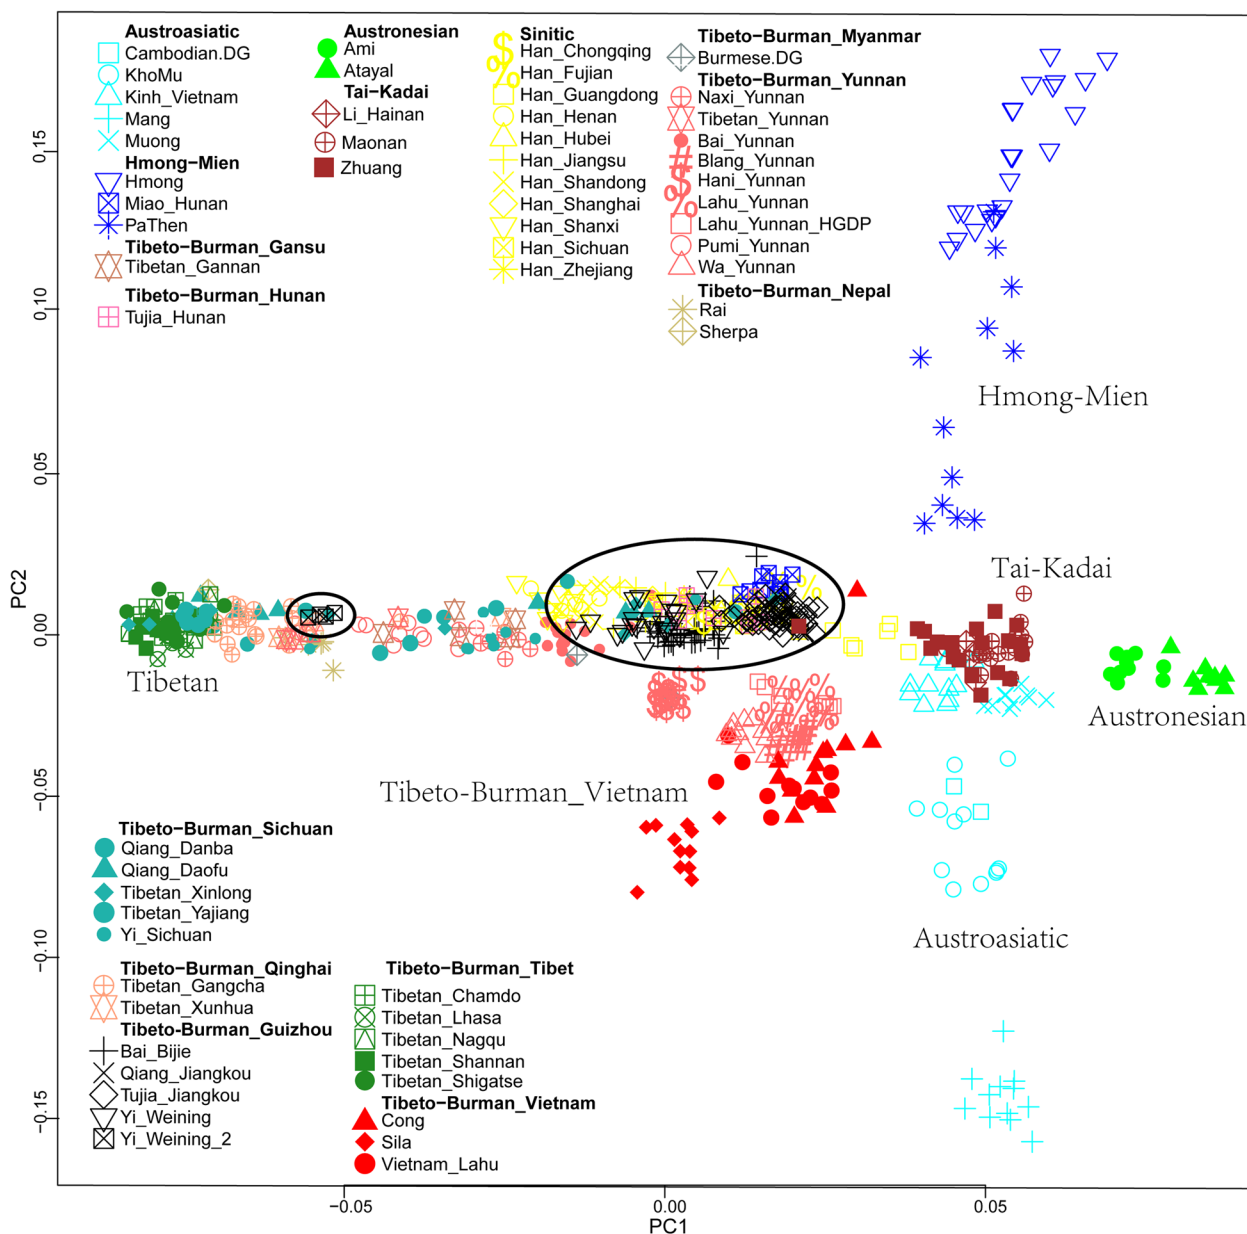 Austroasiatic
Cambodian.DG
KhoMu
Kinh_Vietnam
Mang
Muong
Hmong−Mien
Hmong
Miao_Hunan
PaThen
Tibeto−Burman_Gansu
Tibetan_Gannan
Tibeto−Burman_Hunan
Tujia_Hunan
Austronesian
Ami
Atayal
Tai−Kadai
Li_Hainan
Maonan
Zhuang
Sinitic
Han_Chongqing
Han_Fujian
Han_Guangdong
Han_Henan
Han_Hubei
Han_Jiangsu
Han_Shandong
Han_Shanghai
Han_Shanxi
Han_Sichuan
Han_Zhejiang
Tibeto−Burman_Myanmar
Burmese.DG
Tibeto−Burman_Yunnan
Naxi_Yunnan
Tibetan_Yunnan
Bai_Yunnan
Blang_Yunnan
Hani_Yunnan
Lahu_Yunnan
Lahu_Yunnan_HGDP
Pumi_Yunnan
Wa_Yunnan
Tibeto−Burman_Nepal
Rai
Sherpa
Hmong-Mien
Tai-Kadai
Tibetan
Austronesian
Tibeto-Burman_Vietnam
Austroasiatic
Tibeto−Burman_Sichuan
Qiang_Danba
Qiang_Daofu
Tibetan_Xinlong
Tibetan_Yajiang
Yi_Sichuan
Tibeto−Burman_Qinghai
Tibetan_Gangcha
Tibetan_Xunhua
Tibeto-Burman_Guizhou
Bai_Bijie
Qiang_Jiangkou
Tujia_Jiangkou
Yi_Weining
Yi_Weining_2
Tibeto−Burman_Tibet
Tibetan_Chamdo
Tibetan_Lhasa
Tibetan_Nagqu
Tibetan_Shannan
Tibetan_Shigatse
Tibeto−Burman_Vietnam
Cong
Sila
Vietnam_Lahu
PC2
0.15
0.10
0.05
0.00
−0.05
−0.10
−0.15
−0.05
0.00
0.05
PC1